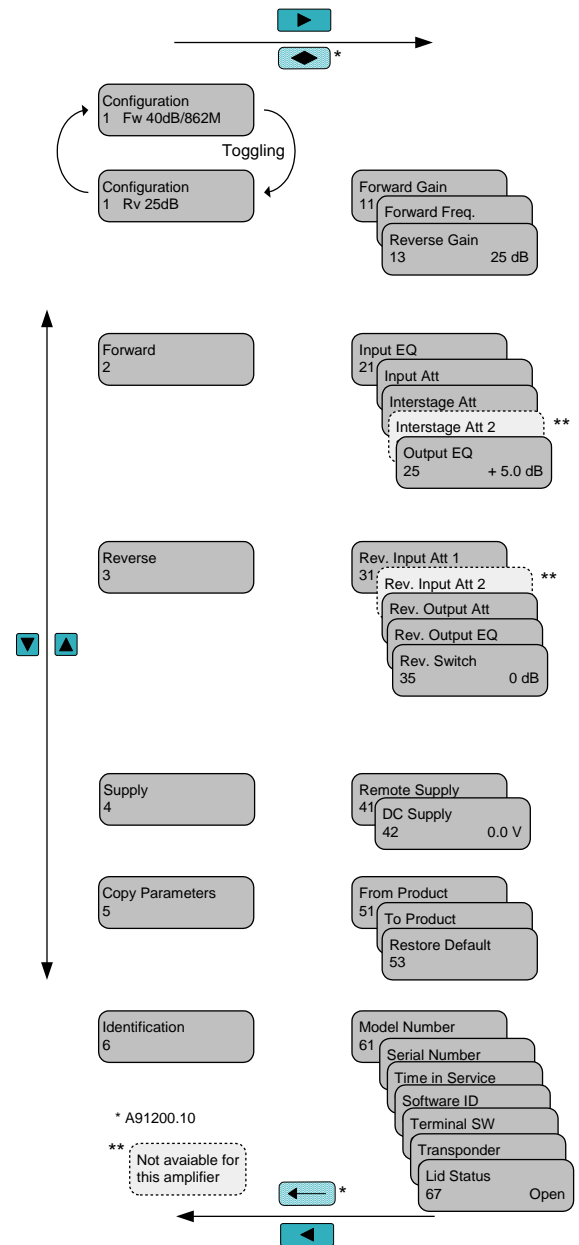 *
Configuration
1 Fw 40dB/862M
Toggling
Configuration
1 Rv 25dB
Forward Gain
11
Forward Freq.
Reverse Gain
13 25 dB
Forward
2
Input EQ
21
Input Att
Interstage Att
Interstage Att 2
**
Output EQ
25 + 5.0 dB
Reverse
3
Rev. Input Att 1
31
Rev. Input Att 2
**
Rev. Output Att
Rev. Output EQ
Rev. Switch
35 0 dB
Supply
4
Remote Supply
41
DC Supply
42 0.0 V
Copy Parameters
5
From Product
51
To Product
Restore Default
53
Identification
6
Model Number
61
Serial Number
Time in Service
Software ID
Terminal SW
Transponder
Lid Status
67 Open
* A91200.10
** Not avaiable for
this amplifier
*